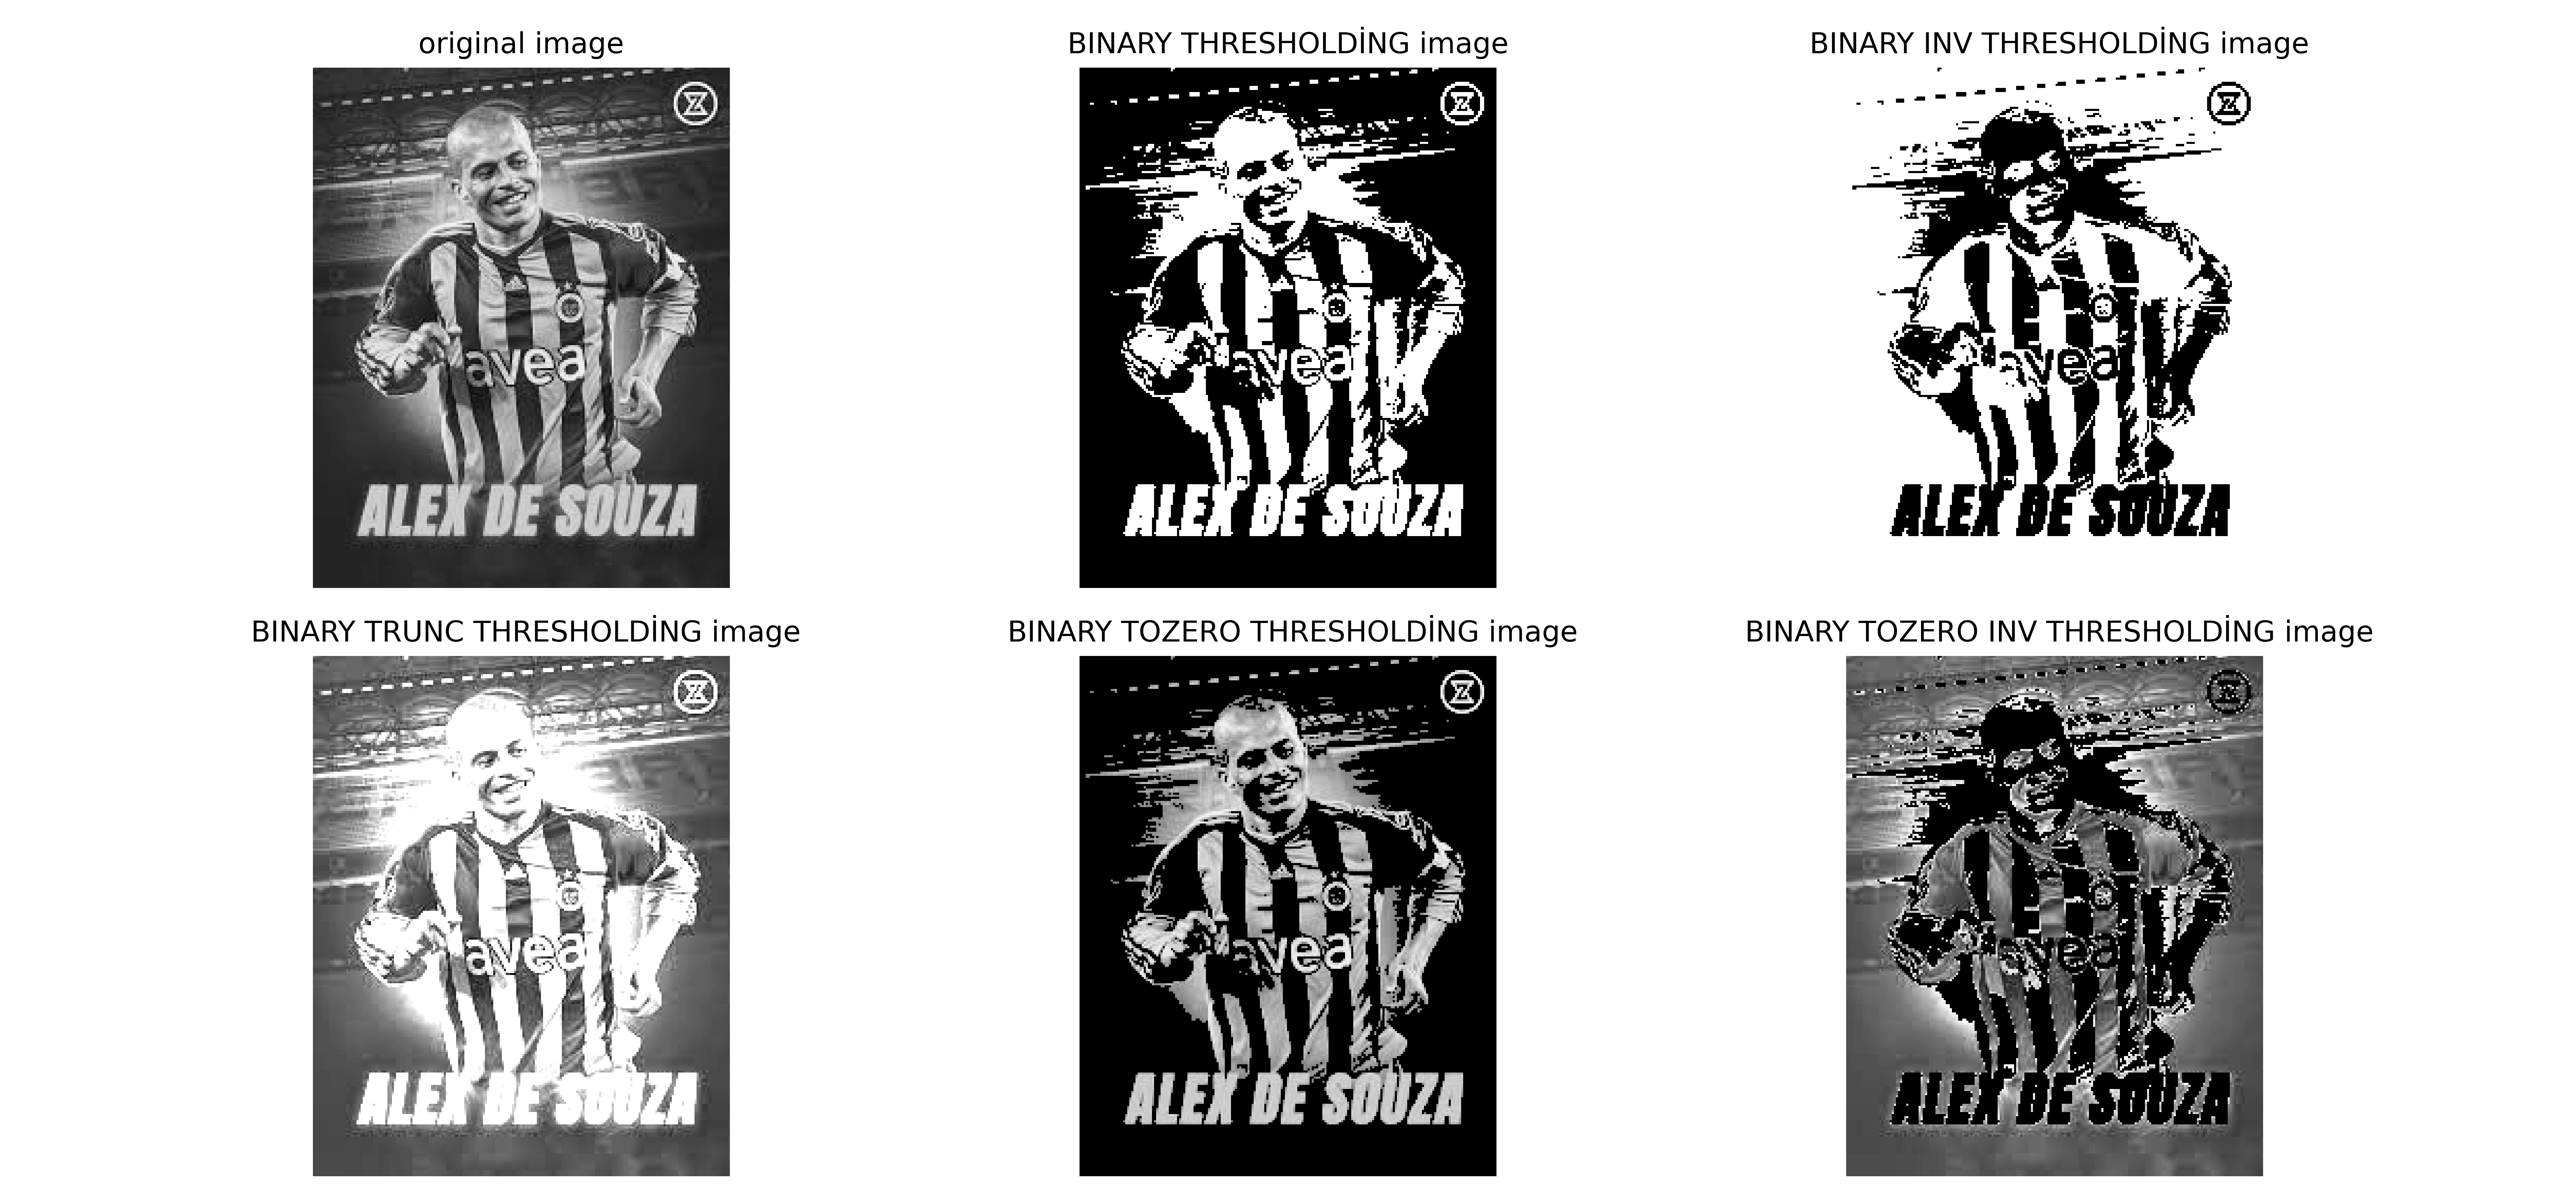 original image
BINARY THRESHOLDİNG image
BINARY INV THRESHOLDİNG image
avea
ALEX DE SOUZA
avea
ALEX DE SOUZA
avea
ALEX DE SOUZA
BINARY TRUNC THRESHOLDİNG image
BINARY TOZERO THRESHOLDİNG image
BINARY TOZERO INV THRESHOLDİNG image
avea
ALEX DE SOUZA
avea
ALEX DE SOUZA
avea
ALEX DE SOUZA